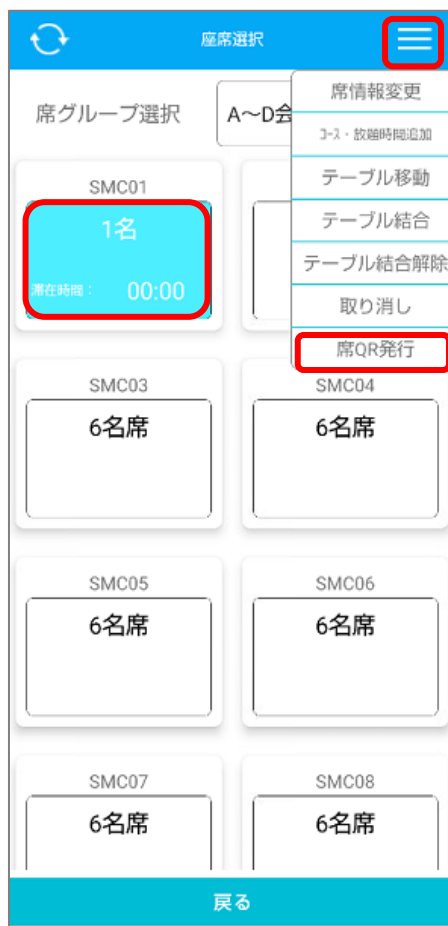 座席選択
席グループ選択
A～D会
席情報変更
ｺｰｽ・放題時間追加
テーブル移動
テーブル結合
テーブル結合解除
取り消し
席QR発行
SMC01
1名
滞在時間： 00:00
SMC03
SMC04
6名席
6名席
SMC05
SMC06
6名席
6名席
SMC07
SMC08
6名席
6名席
戻る